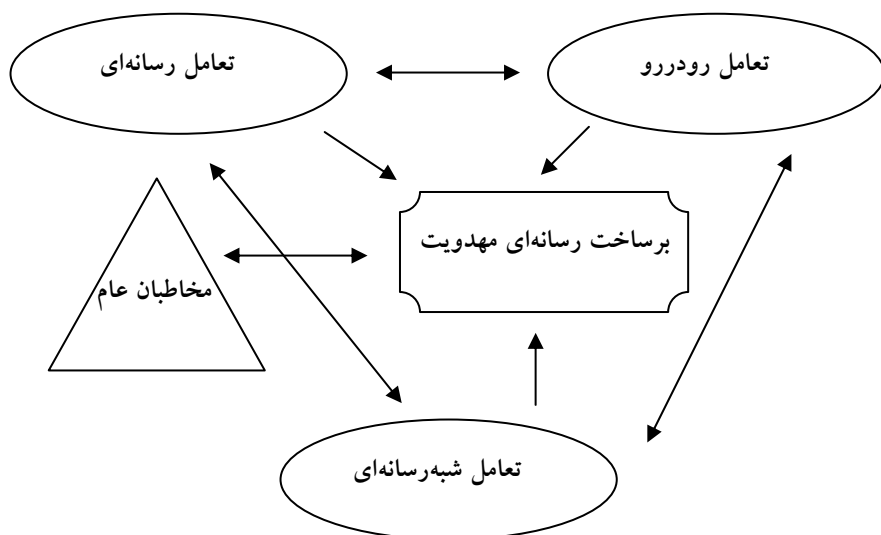 تعامل رودررو
تعامل رسانه‌ای
برساخت رسانه‌ای مهدویت
مخاطبان عام
تعامل شبه‌رسانه‌ای